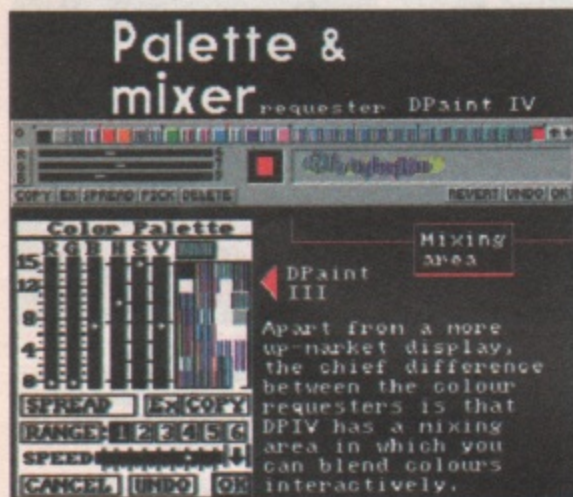 Palette &
mixer requester DPaint IV
COPY EX SPREAD PICK DELETE REVERT UNDO OK
Mixing
area
Color Palette
R G B H S V
15
12
8
4
0
SPREAD EX COPY
RANGE: 1 2 3 4 5 6
SPEED
CANCEL UNDO OK
DPaint
III
Apart from a more
up-market display,
the chief difference
between the colour
requesters is that
DPIV has a mixing
area in which you
can blend colours
interactively.